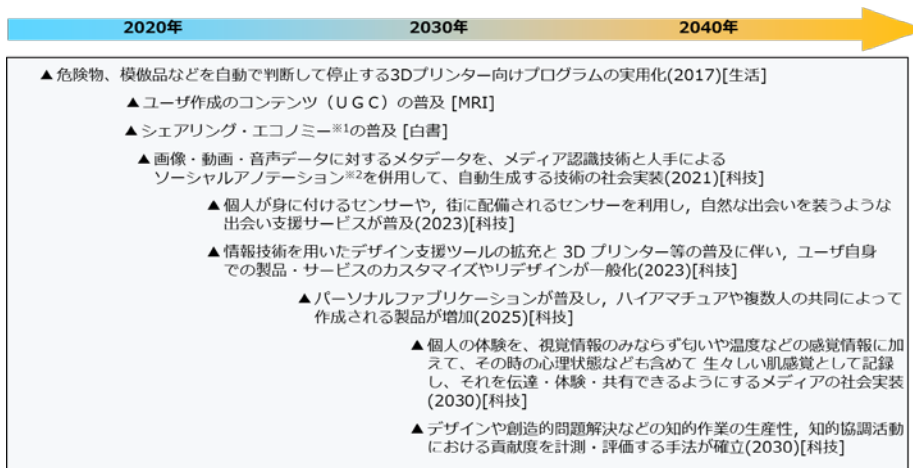 2020年 2030年 2040年
▲危険物、模倣品などを自動で判断して停止する3Dプリンター向けプログラムの実用化(2017)[生活]
▲ユーザ作成のコンテンツ（ＵＧＣ）の普及 [MRI]
▲シェアリング・エコノミー※1の普及 [白書]
▲画像・動画・音声データに対するメタデータを、メディア認識技術と人手による
ソーシャルアノテーション※2を併用して、自動生成する技術の社会実装(2021)[科技]
▲個人が身に付けるセンサーや，街に配備されるセンサーを利用し，自然な出会いを装うような
出会い支援サービスが普及(2023)[科技]
▲情報技術を用いたデザイン支援ツールの拡充と 3D プリンター等の普及に伴い，ユーザ自身
での製品・サービスのカスタマイズやリデザインが一般化(2023)[科技]
▲パーソナルファブリケーションが普及し，ハイアマチュアや複数人の共同によって
作成される製品が増加(2025)[科技]
▲個人の体験を、視覚情報のみならず匂いや温度などの感覚情報に加
えて、その時の心理状態なども含めて 生々しい肌感覚として記録
し、それを伝達・体験・共有できるようにするメディアの社会実装
(2030)[科技]
▲デザインや創造的問題解決などの知的作業の生産性，知的協調活動
における貢献度を計測・評価する手法が確立(2030)[科技]